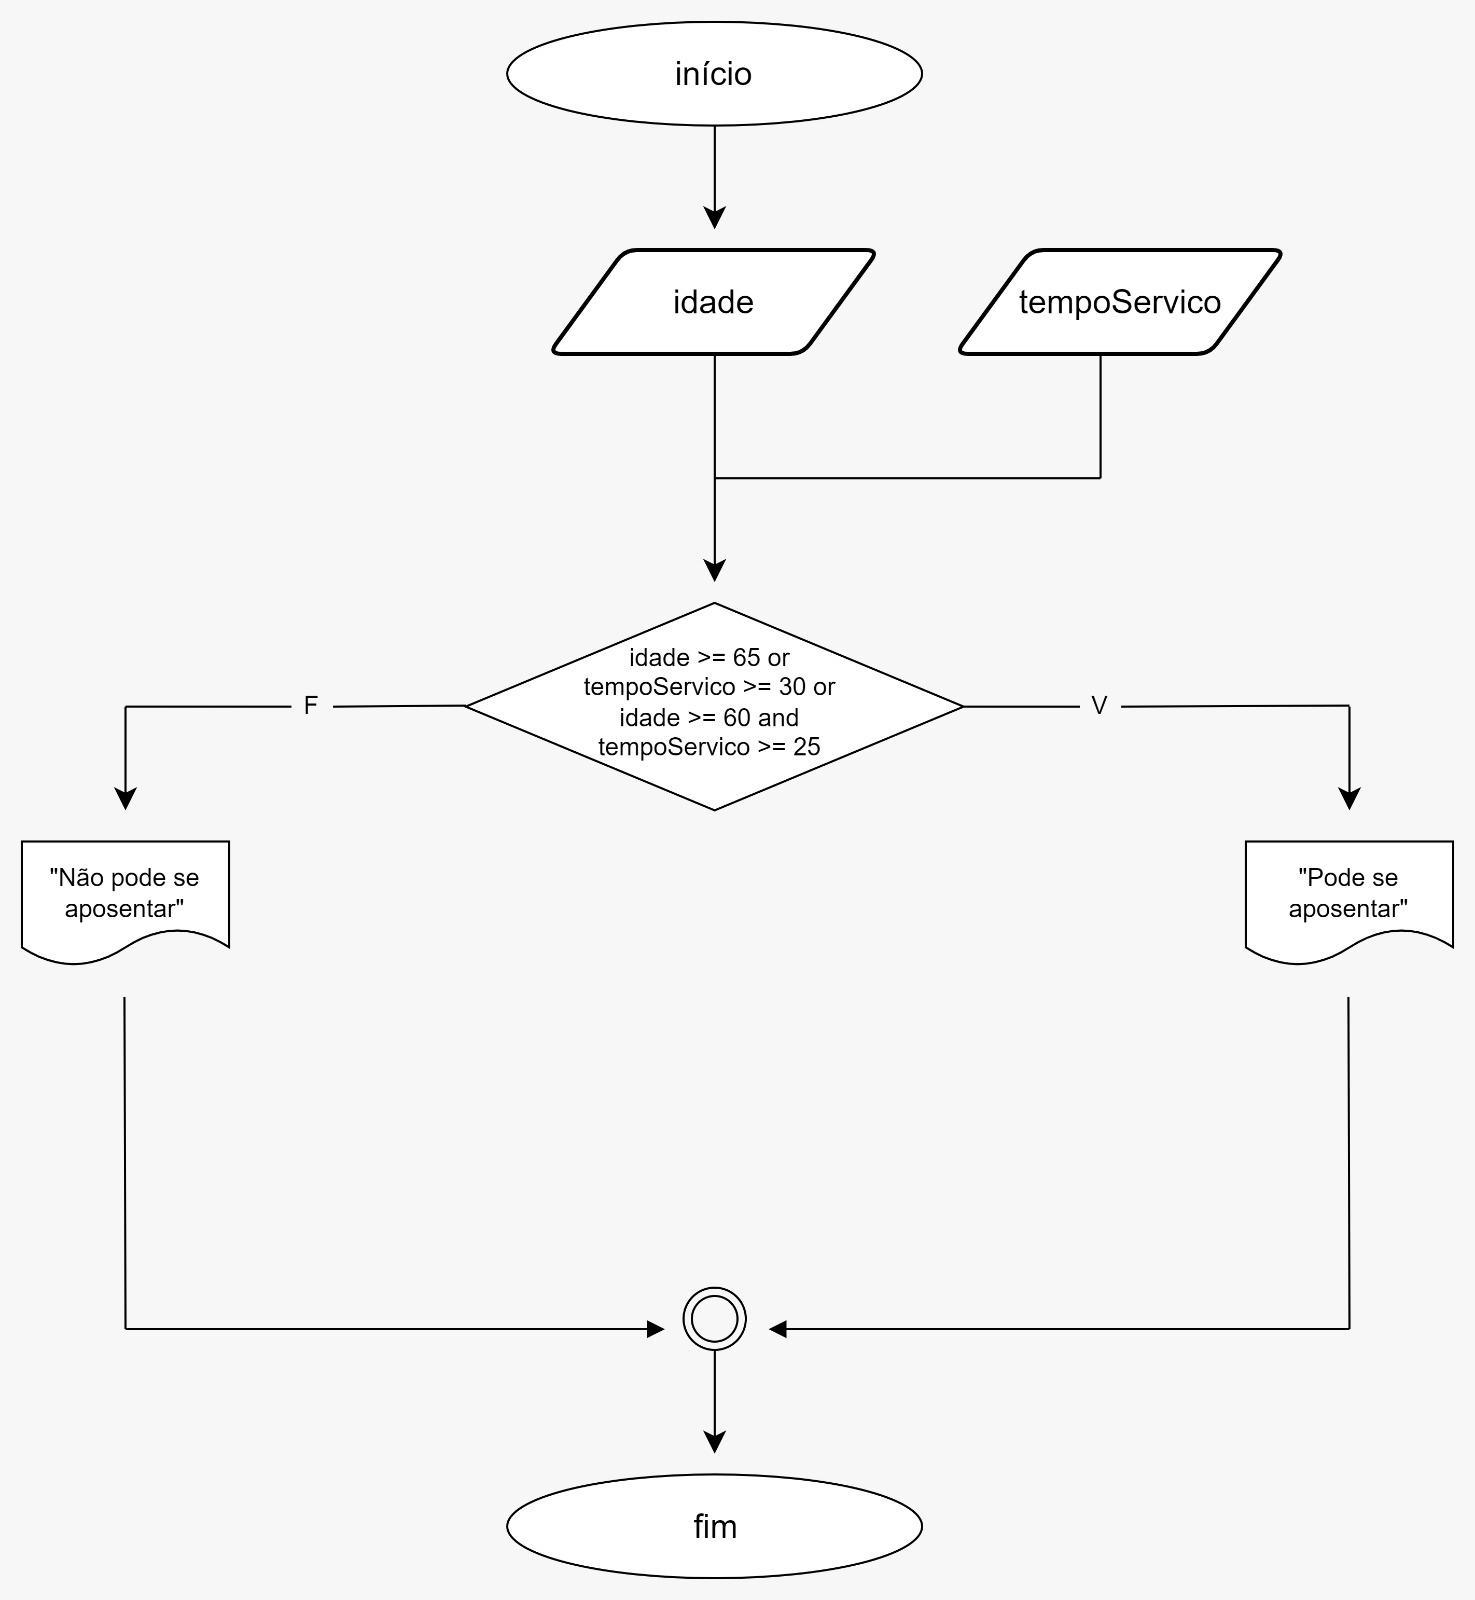 início
idade
tempoServico
idade >= 65 or
tempoServico >= 30 or
idade >= 60 and
tempoServico >= 25
F
V
"Não pode se
aposentar"
"Pode se
aposentar"
fim